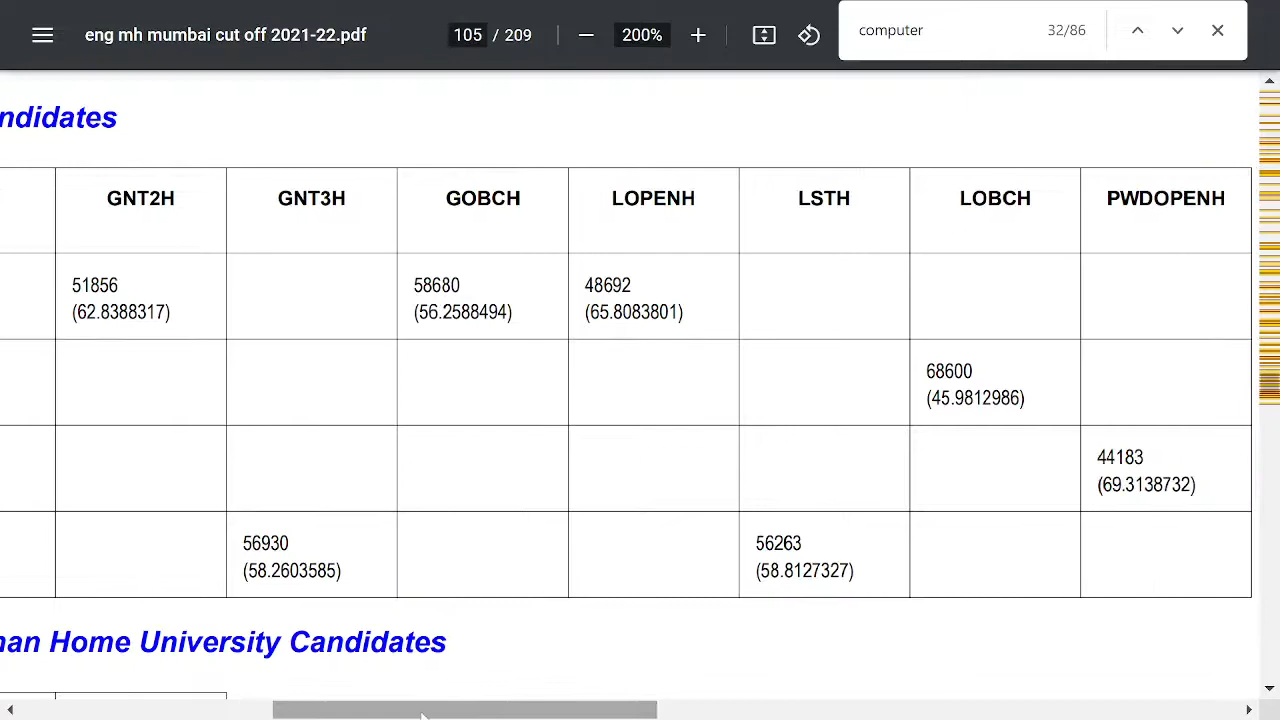 eng mh mumbai cut off 2021-22.pdf
105 / 209
200%
computer
32/86
ndidates
GNT2H GNT3H GOBCH LOPENH LSTH LOBCH PWDOPENH
51856 58680 48692
(62.8388317) (56.2588494) (65.8083801)
68600
(45.9812986)
44183
(69.3138732)
56930 56263
(58.2603585) (58.8127327)
an Home University Candidates